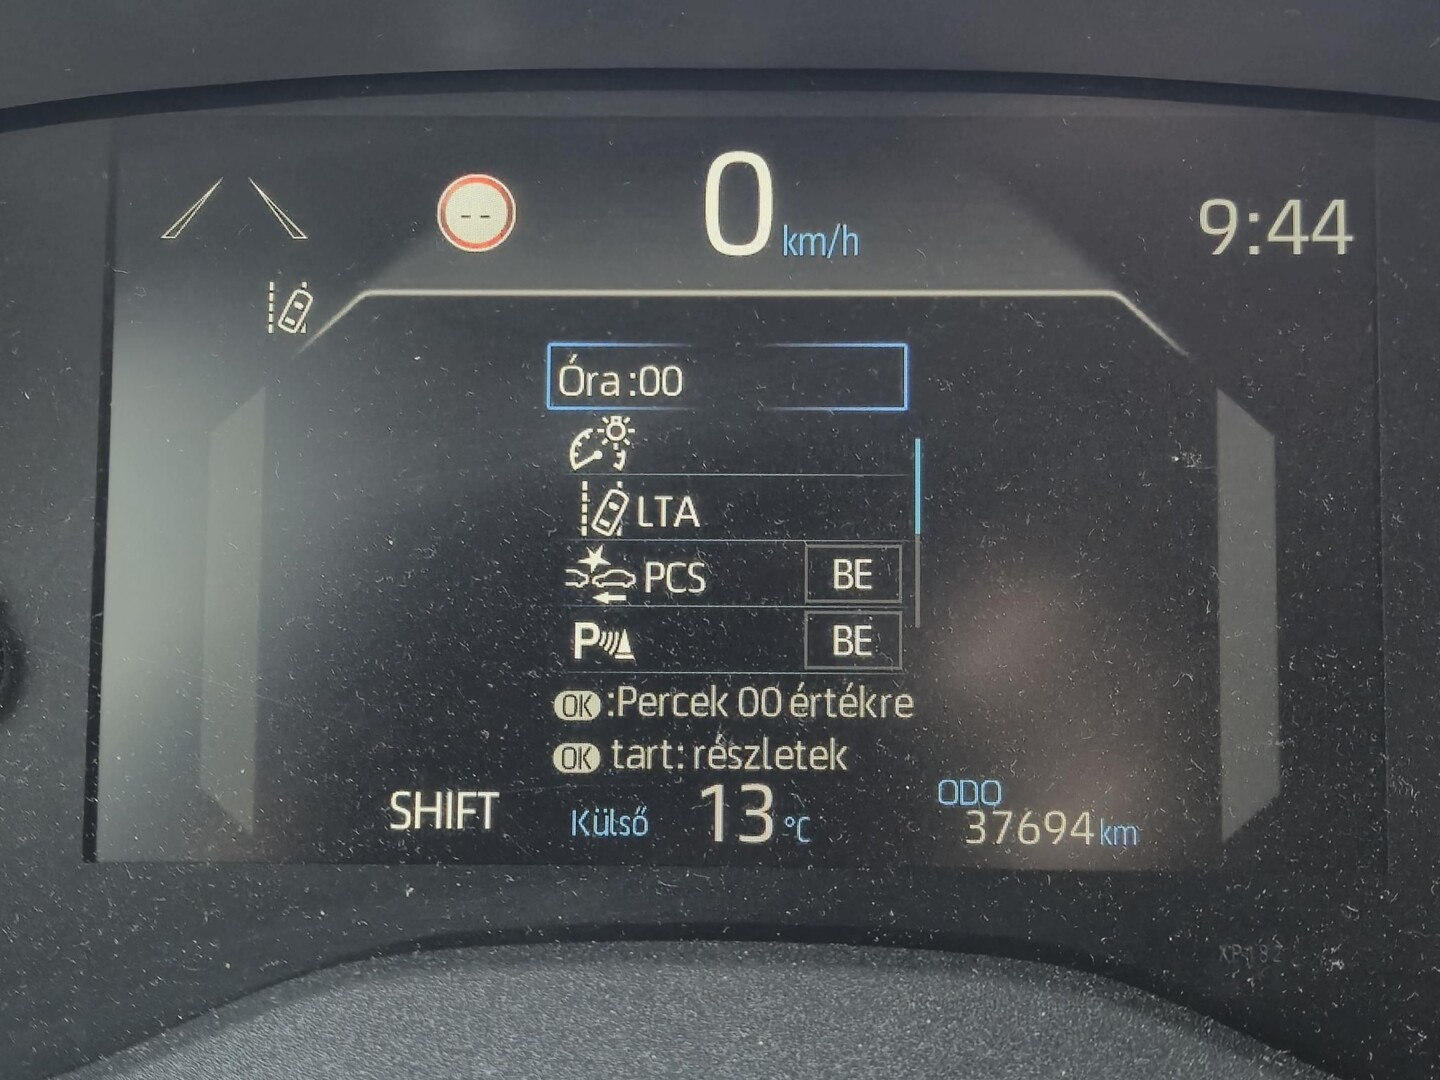 0 km/h
9:44
--
Óra :00
LTA
PCS BE
P BE
OK :Percek 00 értékre
OK tart: részletek
SHIFT Külső 13 °C
ODO
37694 km